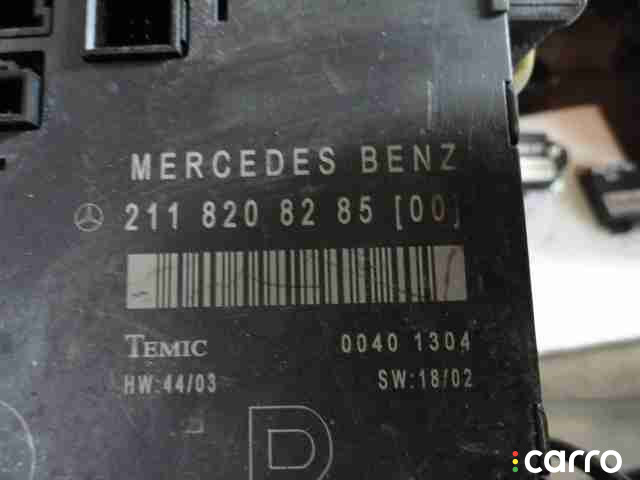 MERCEDES BENZ
211 820 82 85 [00]
TEMIC 0040 1304
HW:44/03 SW:18/02
D
carro